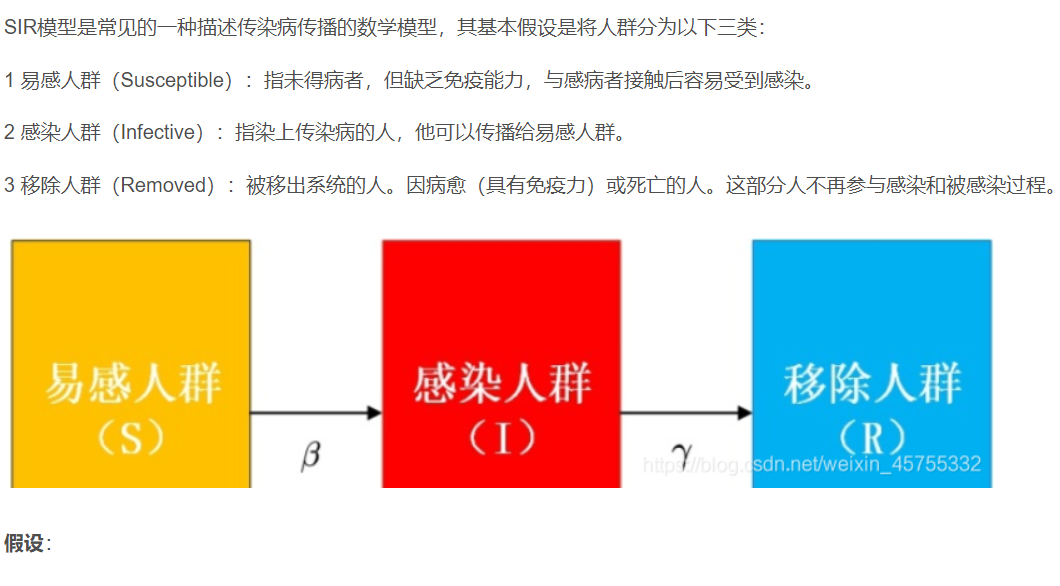 SIR模型是常见的一种描述传染病传播的数学模型，其基本假设是将人群分为以下三类：
1 易感人群（Susceptible）：指未得病者，但缺乏免疫能力，与感病者接触后容易受到感染。
2 感染人群（Infective）：指染上传染病的人，他可以传播给易感人群。
3 移除人群（Removed）：被移出系统的人。因病愈（具有免疫力）或死亡的人。这部分人不再参与感染和被感染过程。
易感人群
（S）
β
感染人群
（I）
γ
移除人群
（R）
https://blog.csdn.net/weixin_45755332
假设：